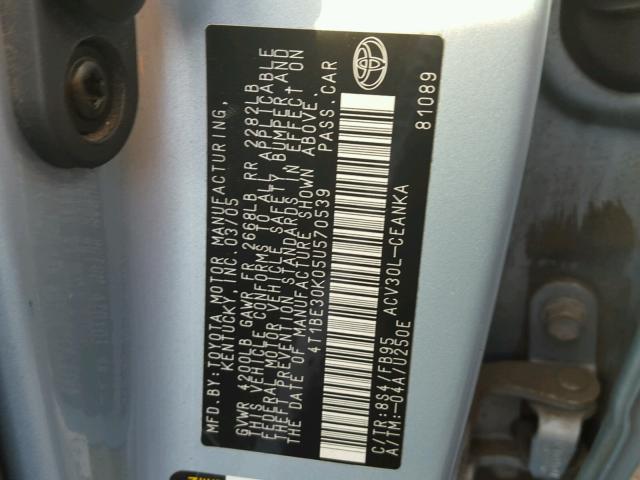 MFD. BY: TOYOTA MOTOR MANUFACTURING,
KENTUCKY, INC. 03/05
GVWR 4200LB GAWR FR 2668LB RR 2282LB
THIS VEHICLE CONFORMS TO ALL APPLICABLE
FEDERAL MOTOR VEHICLE SAFETY, BUMPER AND
THEFT PREVENTION STANDARDS IN EFFECT ON
THE DATE OF MANUFACTURE SHOWN ABOVE.
4T1BE30K05U570539 PASS.CAR
ACV30L-CEANKA
C/TR:8S4/FB95
A/TM:-04A/U250E
81089